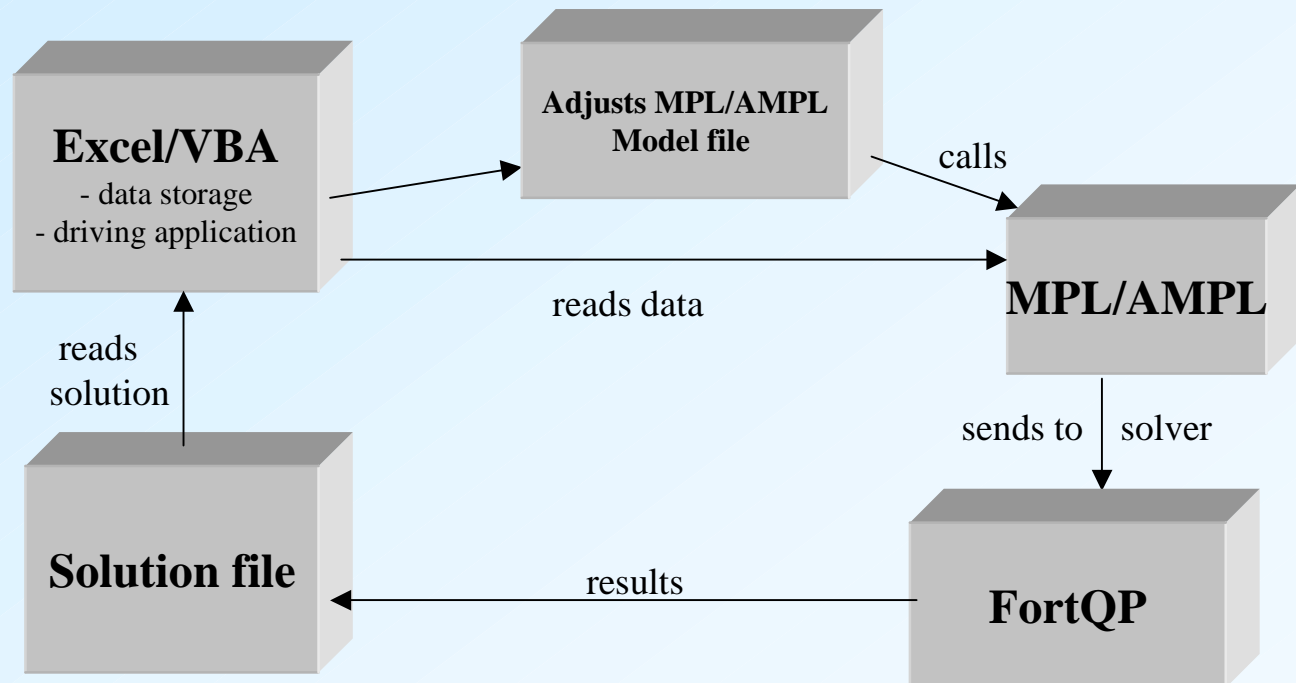 Excel/VBA
- data storage
- driving application
Adjusts MPL/AMPL
Model file
calls
reads data
MPL/AMPL
sends to solver
FortQP
results
Solution file
reads
solution